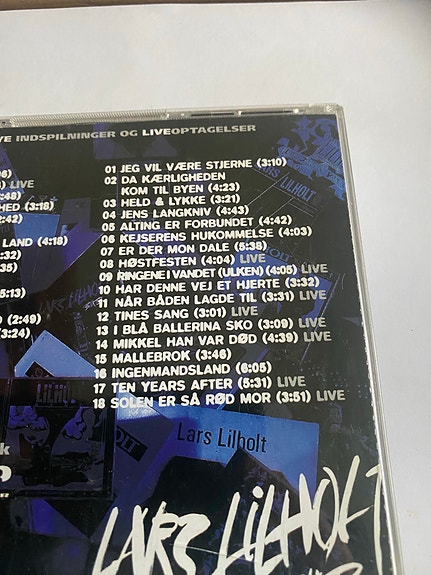 YE INDSPILNINGER OG LIVEOPTAGELSER
LIVE
HED (3:18)
LAND (4:18)
5:13)
D (2:49)
(3:24)
01 JEG VIL VÆRE STJERNE (3:10)
02 DA KÆRLIGHEDEN
KOM TIL BYEN (4:23)
03 HELD & LYKKE (3:21)
04 JENS LANGKNIV (4:43)
05 ALTING ER FORBUNDET (4:42)
06 KEJSERENS HUKOMMELSE (4:03)
07 ER DER MON DALE (5:38)
08 HØSTFESTEN (4:04) LIVE
09 RINGENE I VANDET (ULKEN) (4:05) LIVE
10 HAR DENNE VEJ ET HJERTE (3:32)
11 NÅR BÅDEN LAGDE TIL (3:31) LIVE
12 TINES SANG (3:01) LIVE
13 I BLÅ BALLERINA SKO (3:09) LIVE
14 MIKKEL HAN VAR DØD (4:39) LIVE
15 MALLEBROK (3:46)
16 INGENMANDSLAND (6:05)
17 TEN YEARS AFTER (5:31) LIVE
18 SOLEN ER SÅ RØD MOR (3:51) LIVE
LARS LILHOLT
LILHOLT
Lars Lilholt
LARS LILHOLT